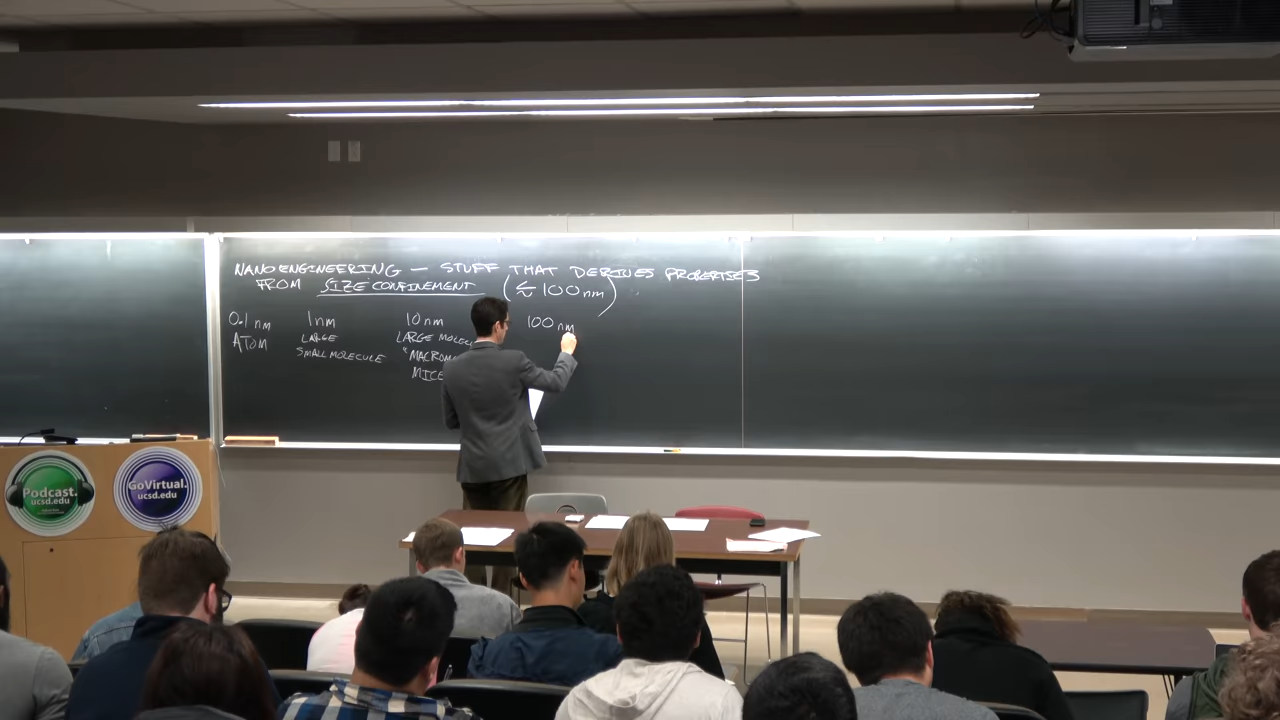 NANOENGINEERING — STUFF THAT DERIVES PROPERTIES
FROM SIZE CONFINEMENT (≲ 100 nm)
0.1 nm 1 nm 10 nm 100 nm
ATOM LARGE LARGE
SMALL MOLECULE
Podcast.
ucsd.edu
GoVirtual.
ucsd.edu